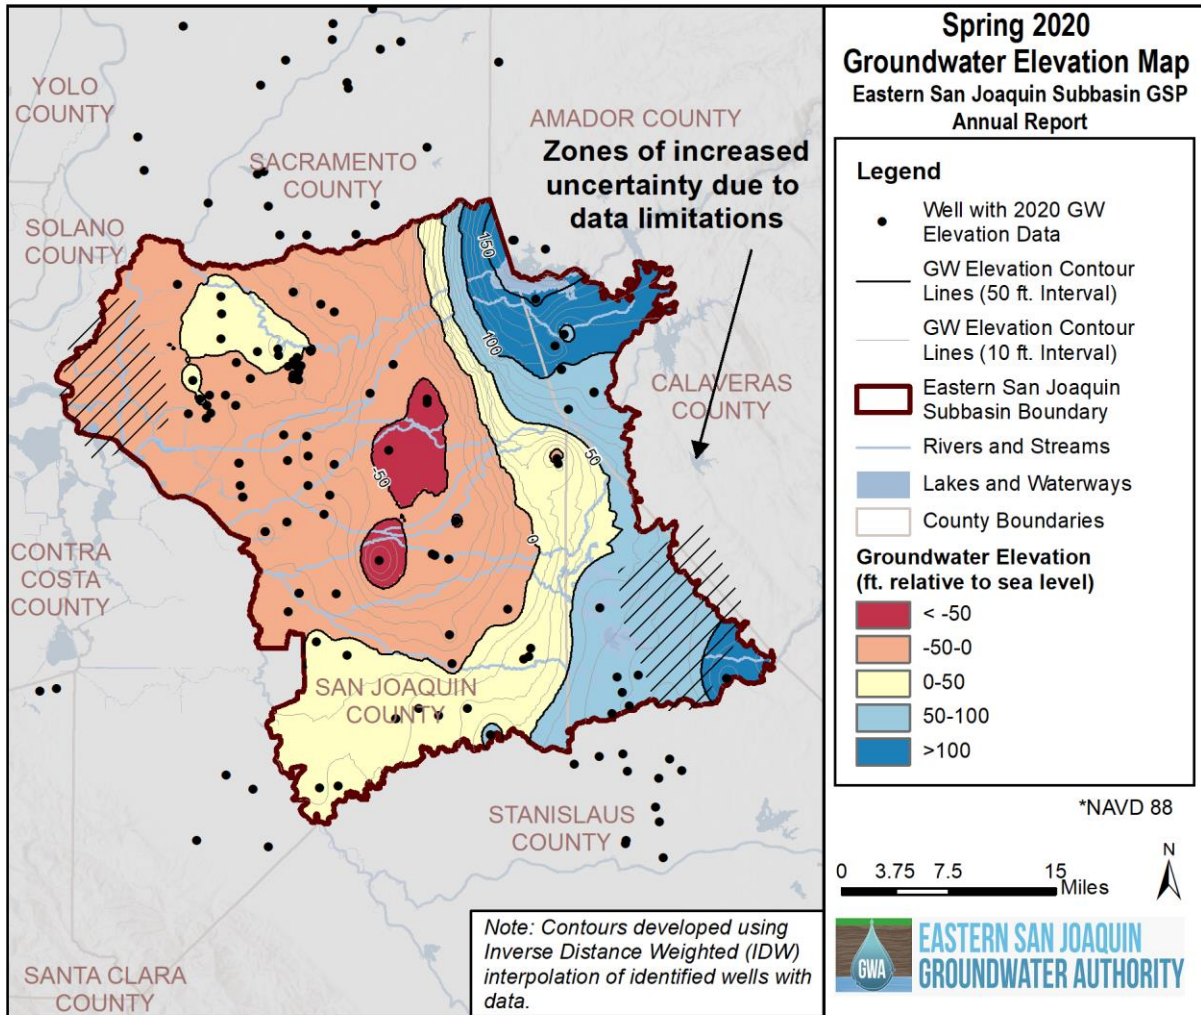 YOLO
COUNTY
SACRAMENTO
COUNTY
SOLANO
COUNTY
AMADOR COUNTY
Zones of increased
uncertainty due to
data limitations
CALAVERAS
COUNTY
CONTRA
COSTA
COUNTY
SAN JOAQUIN
COUNTY
STANISLAUS
COUNTY
SANTA CLARA
COUNTY
150
100
50
0
-50
Note: Contours developed using
Inverse Distance Weighted (IDW)
interpolation of identified wells with
data.
Spring 2020
Groundwater Elevation Map
Eastern San Joaquin Subbasin GSP
Annual Report
Legend
Well with 2020 GW
Elevation Data
GW Elevation Contour
Lines (50 ft. Interval)
GW Elevation Contour
Lines (10 ft. Interval)
Eastern San Joaquin
Subbasin Boundary
Rivers and Streams
Lakes and Waterways
County Boundaries
Groundwater Elevation
(ft. relative to sea level)
< -50
-50-0
0-50
50-100
>100
*NAVD 88
0 3.75 7.5 15
Miles
N
GWA
EASTERN SAN JOAQUIN
GROUNDWATER AUTHORITY